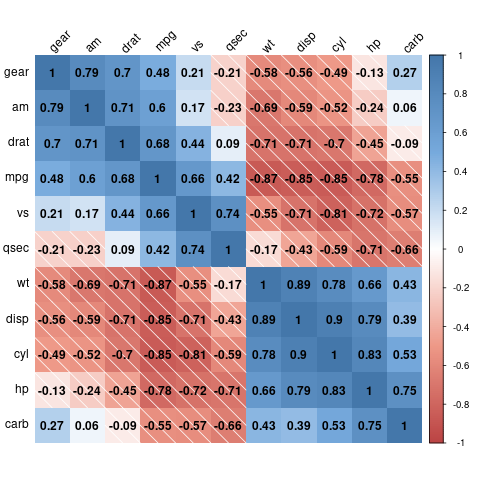 gear am drat mpg vs qsec wt disp cyl hp carb
gear 1 0.79 0.7 0.48 0.21 -0.21 -0.58 -0.56 -0.49 -0.13 0.27
am 0.79 1 0.71 0.6 0.17 -0.23 -0.69 -0.59 -0.52 -0.24 0.06
drat 0.7 0.71 1 0.68 0.44 0.09 -0.71 -0.71 -0.7 -0.45 -0.09
mpg 0.48 0.6 0.68 1 0.66 0.42 -0.87 -0.85 -0.85 -0.78 -0.55
vs 0.21 0.17 0.44 0.66 1 0.74 -0.55 -0.71 -0.81 -0.72 -0.57
qsec -0.21 -0.23 0.09 0.42 0.74 1 -0.17 -0.43 -0.59 -0.71 -0.66
wt -0.58 -0.69 -0.71 -0.87 -0.55 -0.17 1 0.89 0.78 0.66 0.43
disp -0.56 -0.59 -0.71 -0.85 -0.71 -0.43 0.89 1 0.9 0.79 0.39
cyl -0.49 -0.52 -0.7 -0.85 -0.81 -0.59 0.78 0.9 1 0.83 0.53
hp -0.13 -0.24 -0.45 -0.78 -0.72 -0.71 0.66 0.79 0.83 1 0.75
carb 0.27 0.06 -0.09 -0.55 -0.57 -0.66 0.43 0.39 0.53 0.75 1
1
0.8
0.6
0.4
0.2
0
-0.2
-0.4
-0.6
-0.8
-1